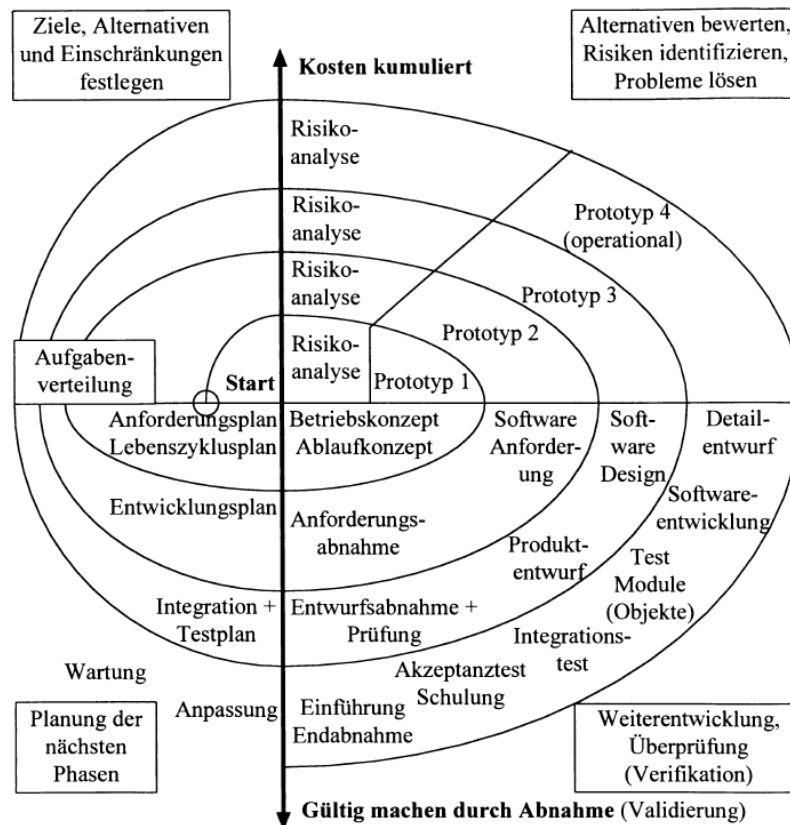 Ziele, Alternativen
und Einschränkungen
festlegen
Alternativen bewerten,
Risiken identifizieren,
Probleme lösen
Kosten kumuliert
Risiko-
analyse
Risiko-
analyse
Risiko-
analyse
Risiko-
analyse
Prototyp 4
(operational)
Prototyp 3
Prototyp 2
Prototyp 1
Aufgaben-
verteilung
Start
Anforderungsplan
Lebenszyklusplan
Betriebskonzept
Ablaufkonzept
Software
Anforder-
ung
Soft-
ware
Design
Detail-
entwurf
Entwicklungsplan
Anforderungs-
abnahme
Produkt-
entwurf
Software-
entwicklung
Test
Module
(Objekte)
Integration +
Testplan
Entwurfsabnahme +
Prüfung
Integrations-
test
Wartung
Akzeptanztest
Schulung
Anpassung
Einführung
Endabnahme
Planung der
nächsten
Phasen
Weiterentwicklung,
Überprüfung
(Verifikation)
Gültig machen durch Abnahme (Validierung)